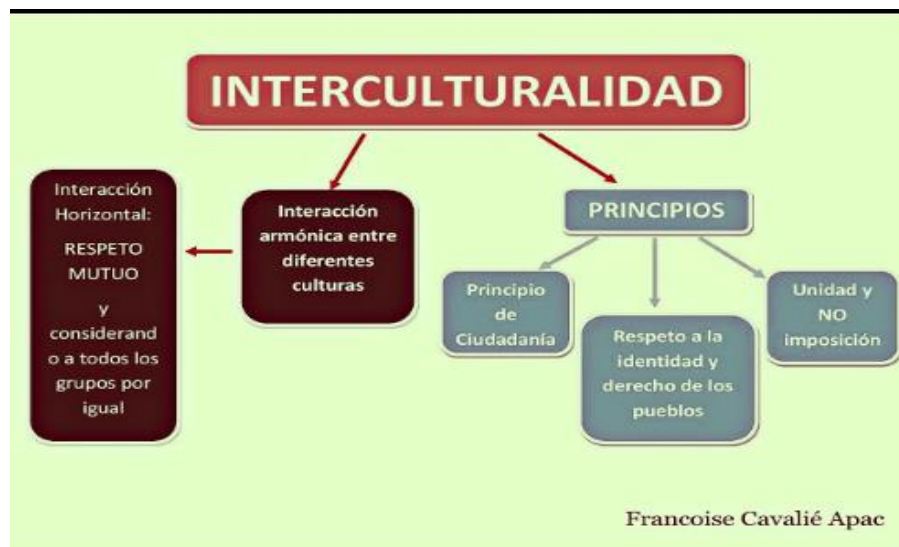 INTERCULTURALIDAD
Interacción
Horizontal:
RESPETO
MUTUO
y
considerand
o a todos los
grupos por
igual
Interacción
armónica entre
diferentes
culturas
PRINCIPIOS
Principio
de
Ciudadanía
Respeto a la
identidad y
derecho de los
pueblos
Unidad y
NO
imposición
Francoise Cavalié Apac